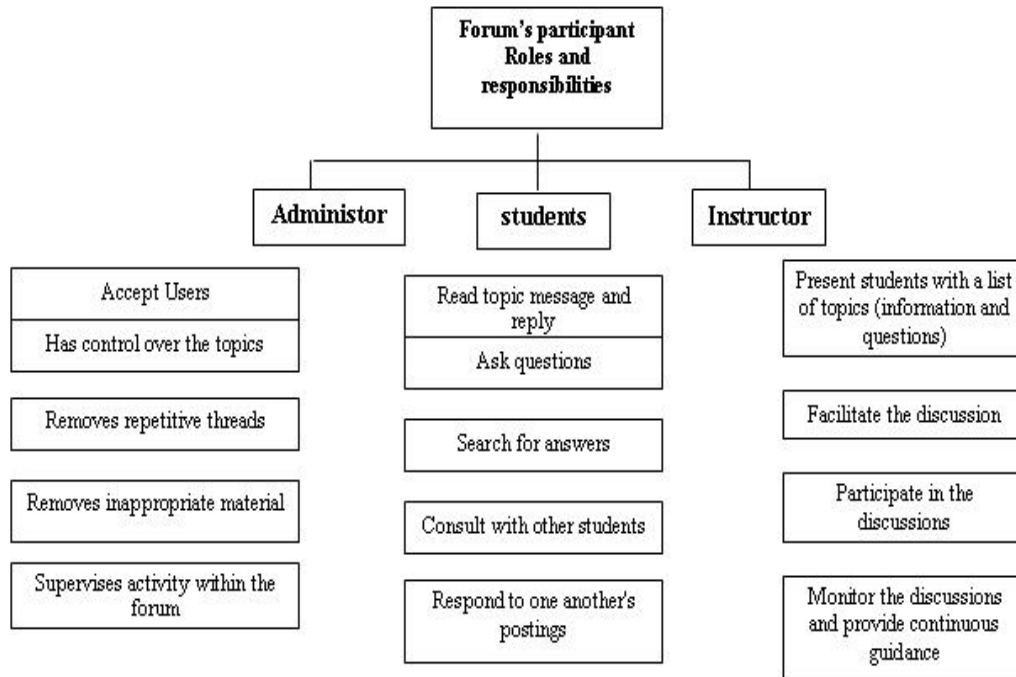 Forum's participant
Roles and
responsibilities
Administor
students
Instructor
Accept Users
Has control over the topics
Removes repetitive threads
Removes inappropriate material
Supervises activity within the
forum
Read topic message and
reply
Ask questions
Search for answers
Consult with other students
Respond to one another's
postings
Present students with a list
of topics (information and
questions)
Facilitate the discussion
Participate in the
discussions
Monitor the discussions
and provide continuous
guidance